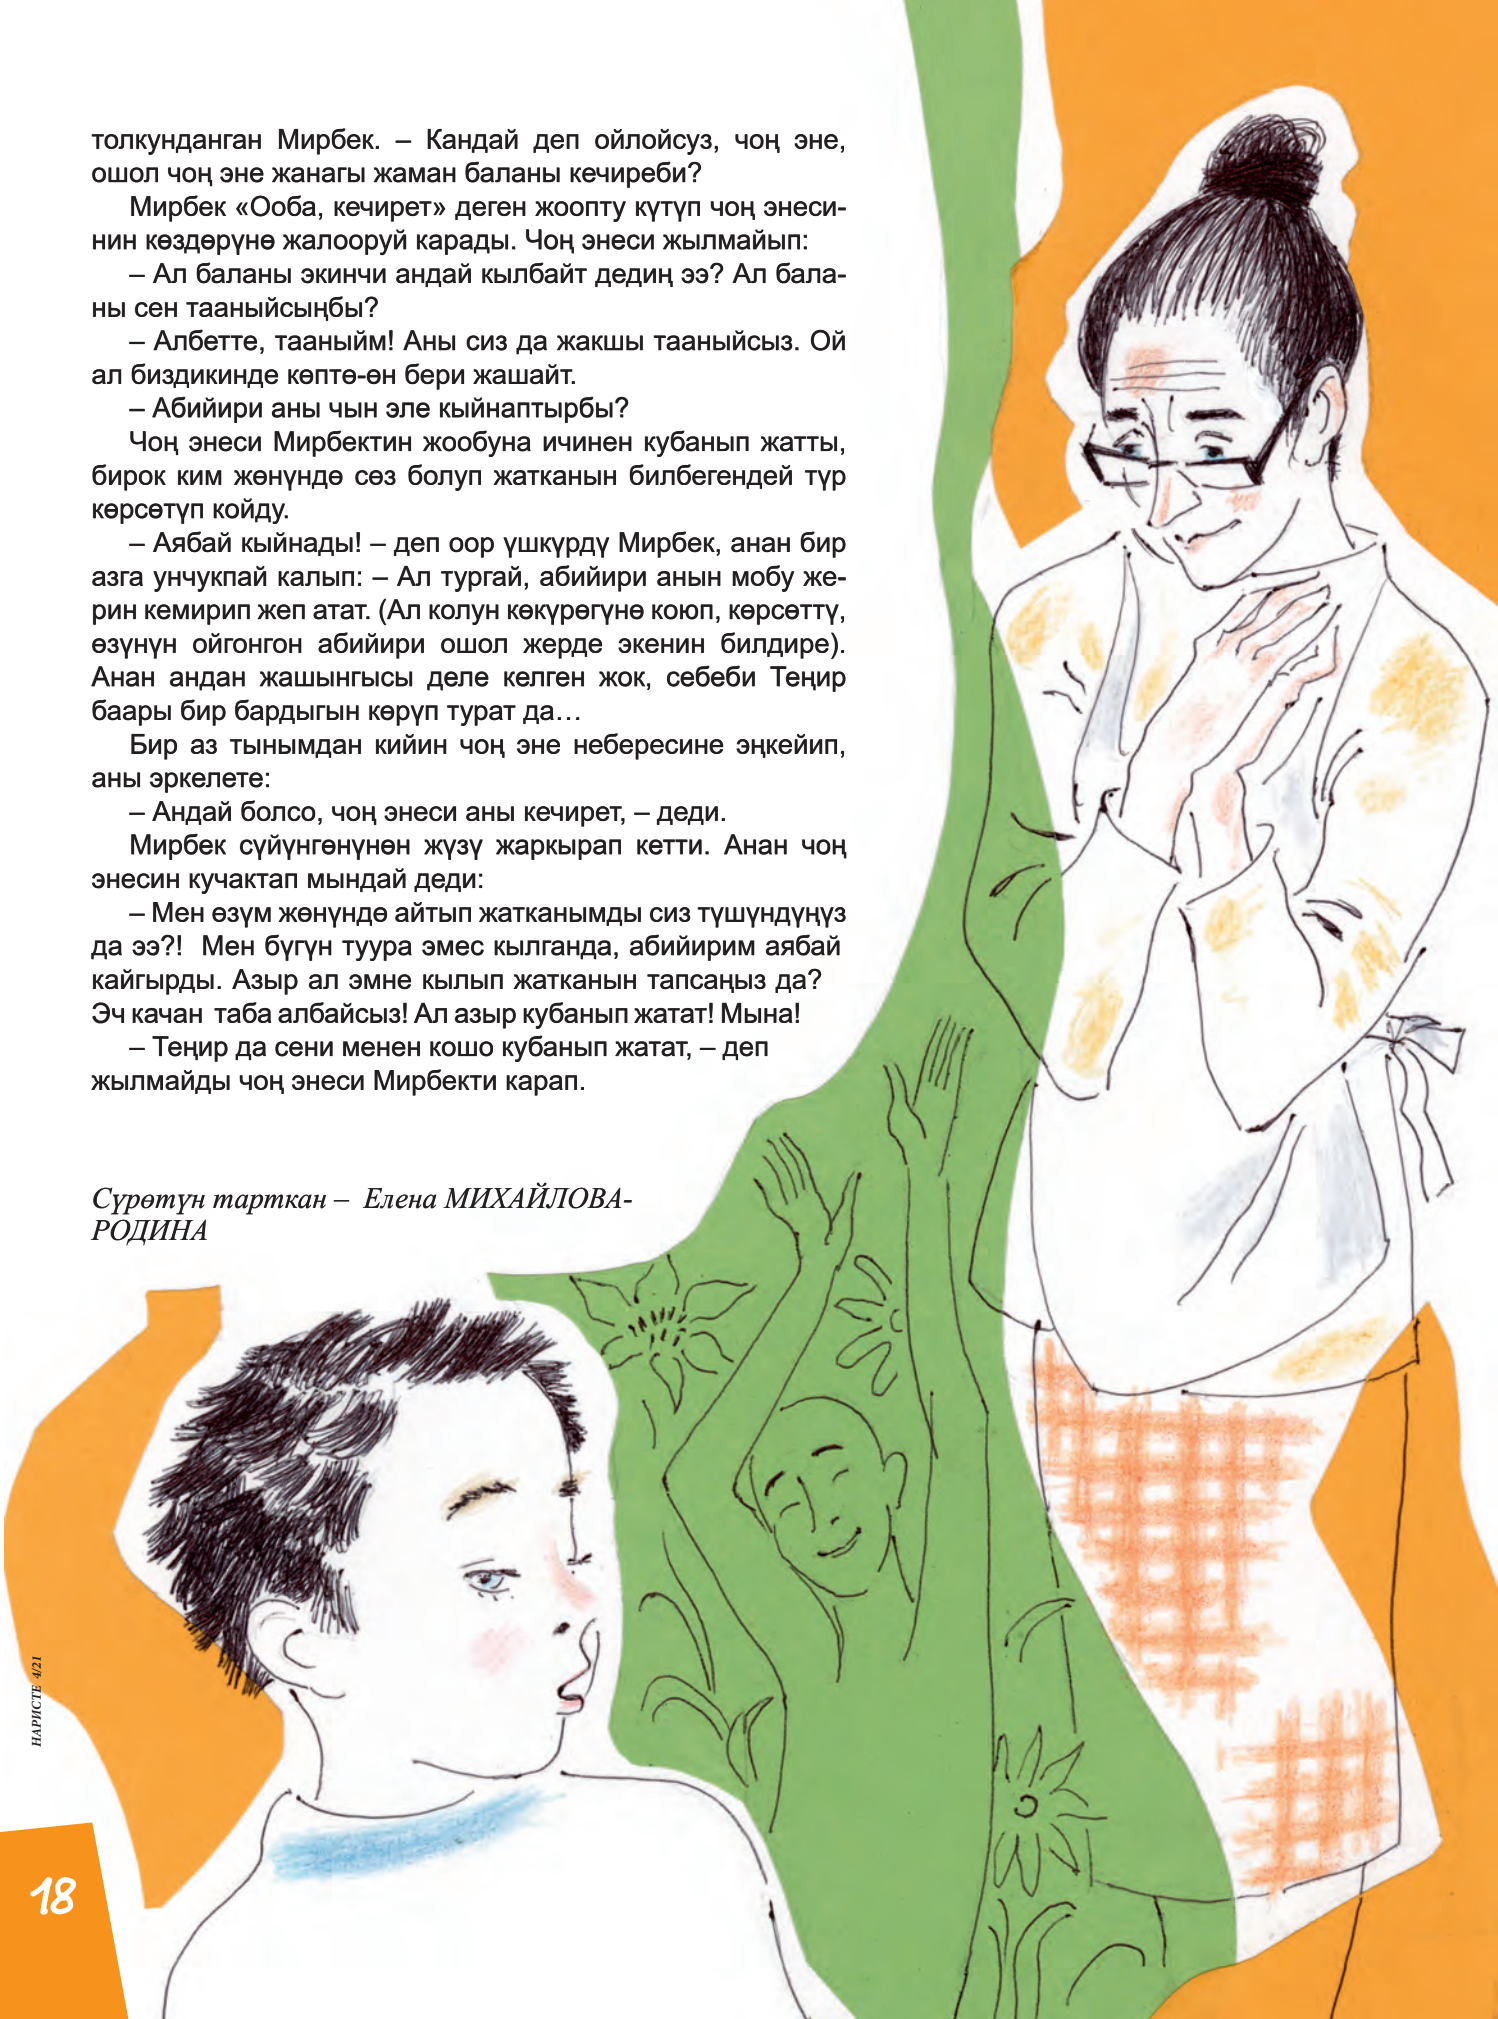 толкунданган Мирбек. – Кандай деп ойлойсуз, чоң эне,
ошол чоң эне жанагы жаман баланы кечиреби?
Мирбек «Ооба, кечирет» деген жоопту күтүп чоң энеси-
нин көздөрүнө жалооруй карады. Чоң энеси жылмайып:
– Ал баланы экинчи андай кылбайт дедиң ээ? Ал бала-
ны сен тааныйсыңбы?
– Албетте, тааныйм! Аны сиз да жакшы тааныйсыз. Ой
ал биздикинде көптө-өн бери жашайт.
– Абийири аны чын эле кыйнаптырбы?
Чоң энеси Мирбектин жообуна ичинен кубанып жатты,
бирок ким жөнүндө сөз болуп жатканын билбегендей түр
көрсөтүп койду.
– Аябай кыйнады! – деп оор үшкүрдү Мирбек, анан бир
азга унчукпай калып: – Ал тургай, абийири анын мобу же-
рин кемирип жеп атат. (Ал колун көкүрөгүнө коюп, көрсөттү,
өзүнүн ойгонгон абийири ошол жерде экенин билдире).
Анан андан жашынгысы деле келген жок, себеби Теңир
баары бир бардыгын көрүп турат да…
Бир аз тынымдан кийин чоң эне небересине эңкейип,
аны эркелете:
– Андай болсо, чоң энеси аны кечирет, – деди.
Мирбек сүйүнгөнүнөн жүзү жаркырап кетти. Анан чоң
энесин кучактап мындай деди:
– Мен өзүм жөнүндө айтып жатканымды сиз түшүндүңүз
да ээ?! Мен бүгүн туура эмес кылганда, абийирим аябай
кайгырды. Азыр ал эмне кылып жатканын тапсаңыз да?
Эч качан таба албайсыз! Ал азыр кубанып жатат! Мына!
– Теңир да сени менен кошо кубанып жатат, – деп
жылмайды чоң энеси Мирбекти карап.
Сүрөтүн тарткан – Елена МИХАЙЛОВА-
РОДИНА
НАРИСТЕ 4/21
18